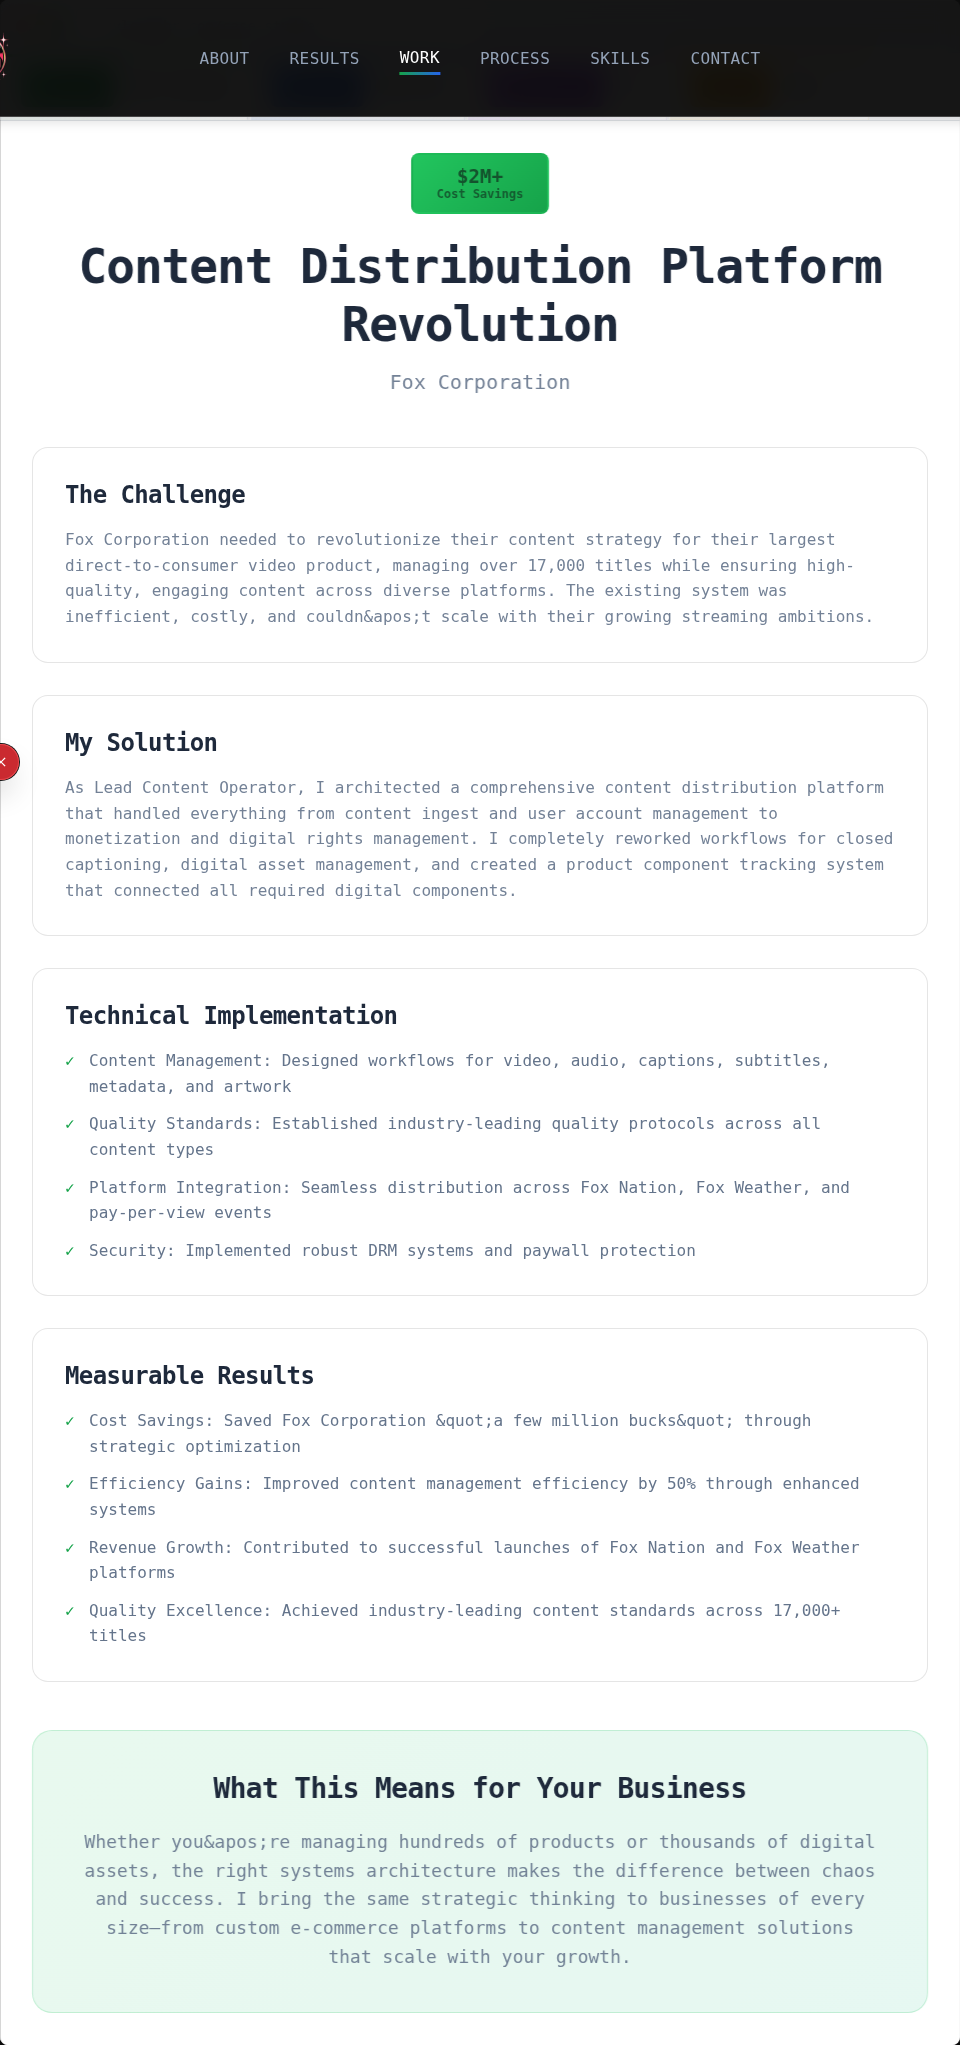 ABOUT RESULTS WORK PROCESS SKILLS CONTACT
$2M+
Cost Savings
Content Distribution Platform
Revolution
Fox Corporation
The Challenge
Fox Corporation needed to revolutionize their content strategy for their largest
direct-to-consumer video product, managing over 17,000 titles while ensuring high-
quality, engaging content across diverse platforms. The existing system was
inefficient, costly, and couldn&apos;t scale with their growing streaming ambitions.
My Solution
As Lead Content Operator, I architected a comprehensive content distribution platform
that handled everything from content ingest and user account management to
monetization and digital rights management. I completely reworked workflows for closed
captioning, digital asset management, and created a product component tracking system
that connected all required digital components.
Technical Implementation
✓ Content Management: Designed workflows for video, audio, captions, subtitles,
metadata, and artwork
✓ Quality Standards: Established industry-leading quality protocols across all
content types
✓ Platform Integration: Seamless distribution across Fox Nation, Fox Weather, and
pay-per-view events
✓ Security: Implemented robust DRM systems and paywall protection
Measurable Results
✓ Cost Savings: Saved Fox Corporation &quot;a few million bucks&quot; through
strategic optimization
✓ Efficiency Gains: Improved content management efficiency by 50% through enhanced
systems
✓ Revenue Growth: Contributed to successful launches of Fox Nation and Fox Weather
platforms
✓ Quality Excellence: Achieved industry-leading content standards across 17,000+
titles
What This Means for Your Business
Whether you&apos;re managing hundreds of products or thousands of digital
assets, the right systems architecture makes the difference between chaos
and success. I bring the same strategic thinking to businesses of every
size—from custom e-commerce platforms to content management solutions
that scale with your growth.